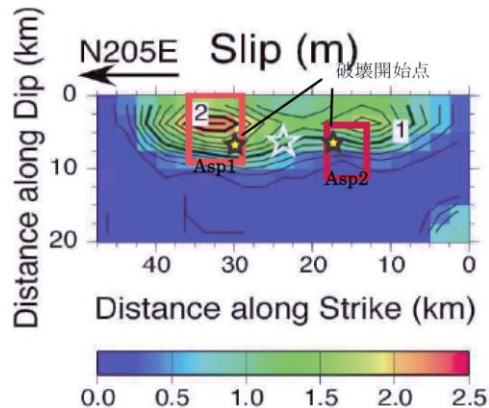 N205E
Slip (m)
破壊開始点
Distance along Dip (km)
0
10
20
2
1
Asp1
Asp2
40
30
20
10
0
Distance along Strike (km)
0.0
0.5
1.0
1.5
2.0
2.5